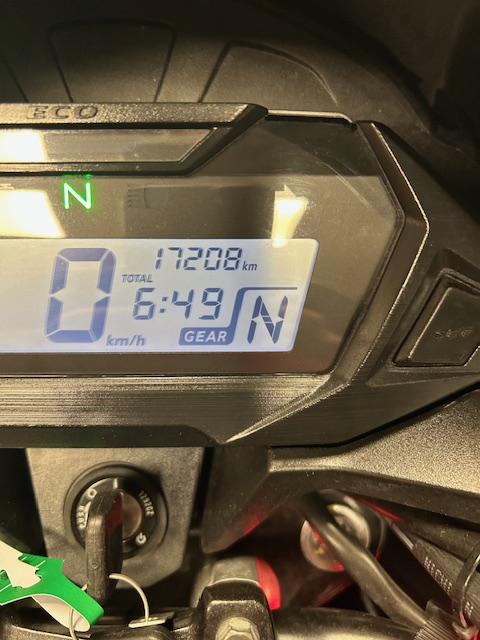 ECO
N
17208 km
TOTAL
6:49
0 km/h
GEAR N